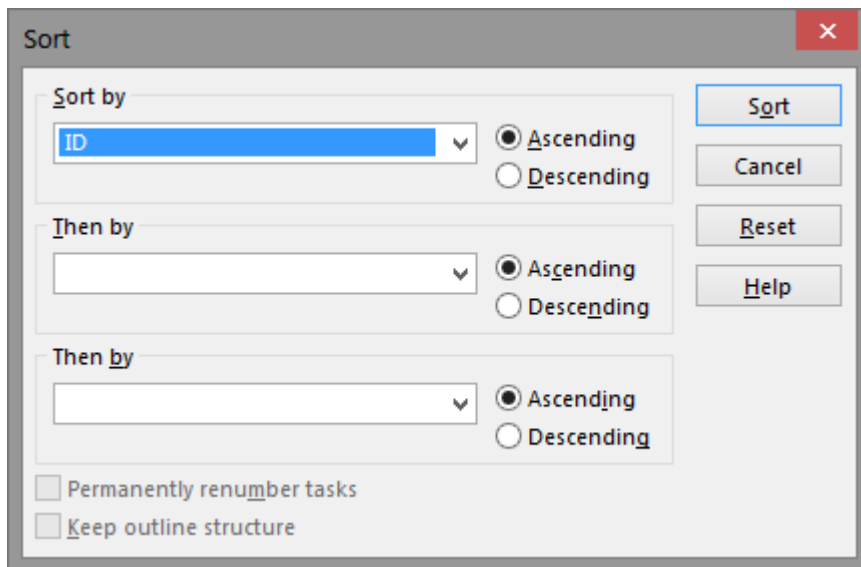 Sort
Sort by
ID
Ascending
Descending
Then by
Ascending
Descending
Then by
Ascending
Descending
Permanently renumber tasks
Keep outline structure
Sort
Cancel
Reset
Help